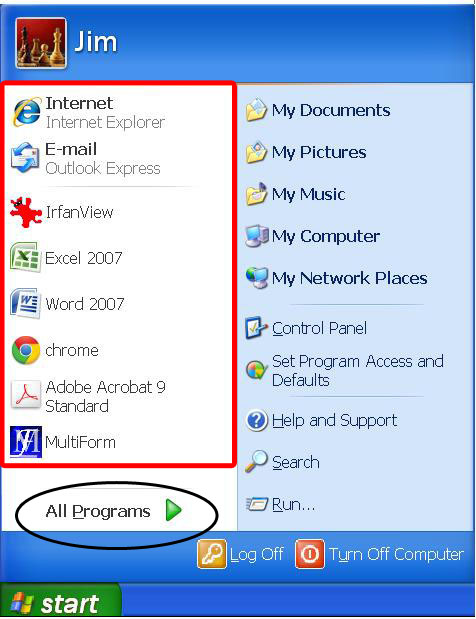 Jim
Internet
Internet Explorer
E-mail
Outlook Express
IrfanView
Excel 2007
Word 2007
chrome
Adobe Acrobat 9
Standard
MultiForm
All Programs
My Documents
My Pictures
My Music
My Computer
My Network Places
Control Panel
Set Program Access and
Defaults
Help and Support
Search
Run...
Log Off
Turn Off Computer
start